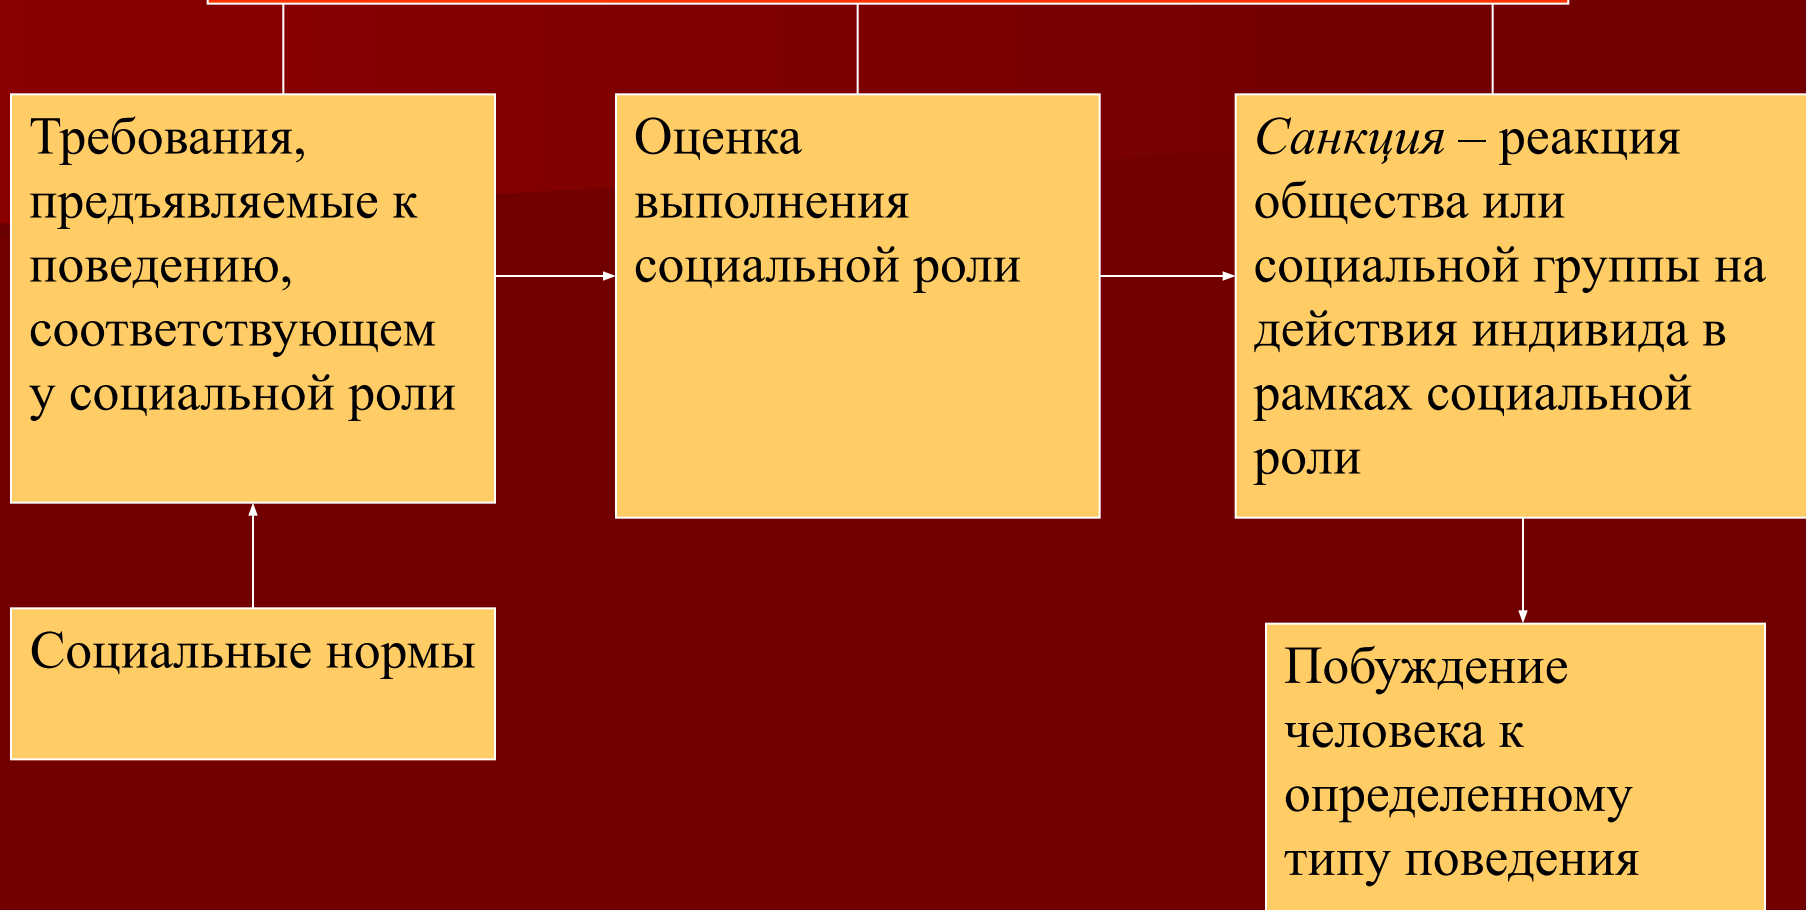 Требования,
предъявляемые к
поведению,
соответствующем
у социальной роли
Оценка
выполнения
социальной роли
Санкция – реакция
общества или
социальной группы на
действия индивида в
рамках социальной
роли
Социальные нормы
Побуждение
человека к
определенному
типу поведения